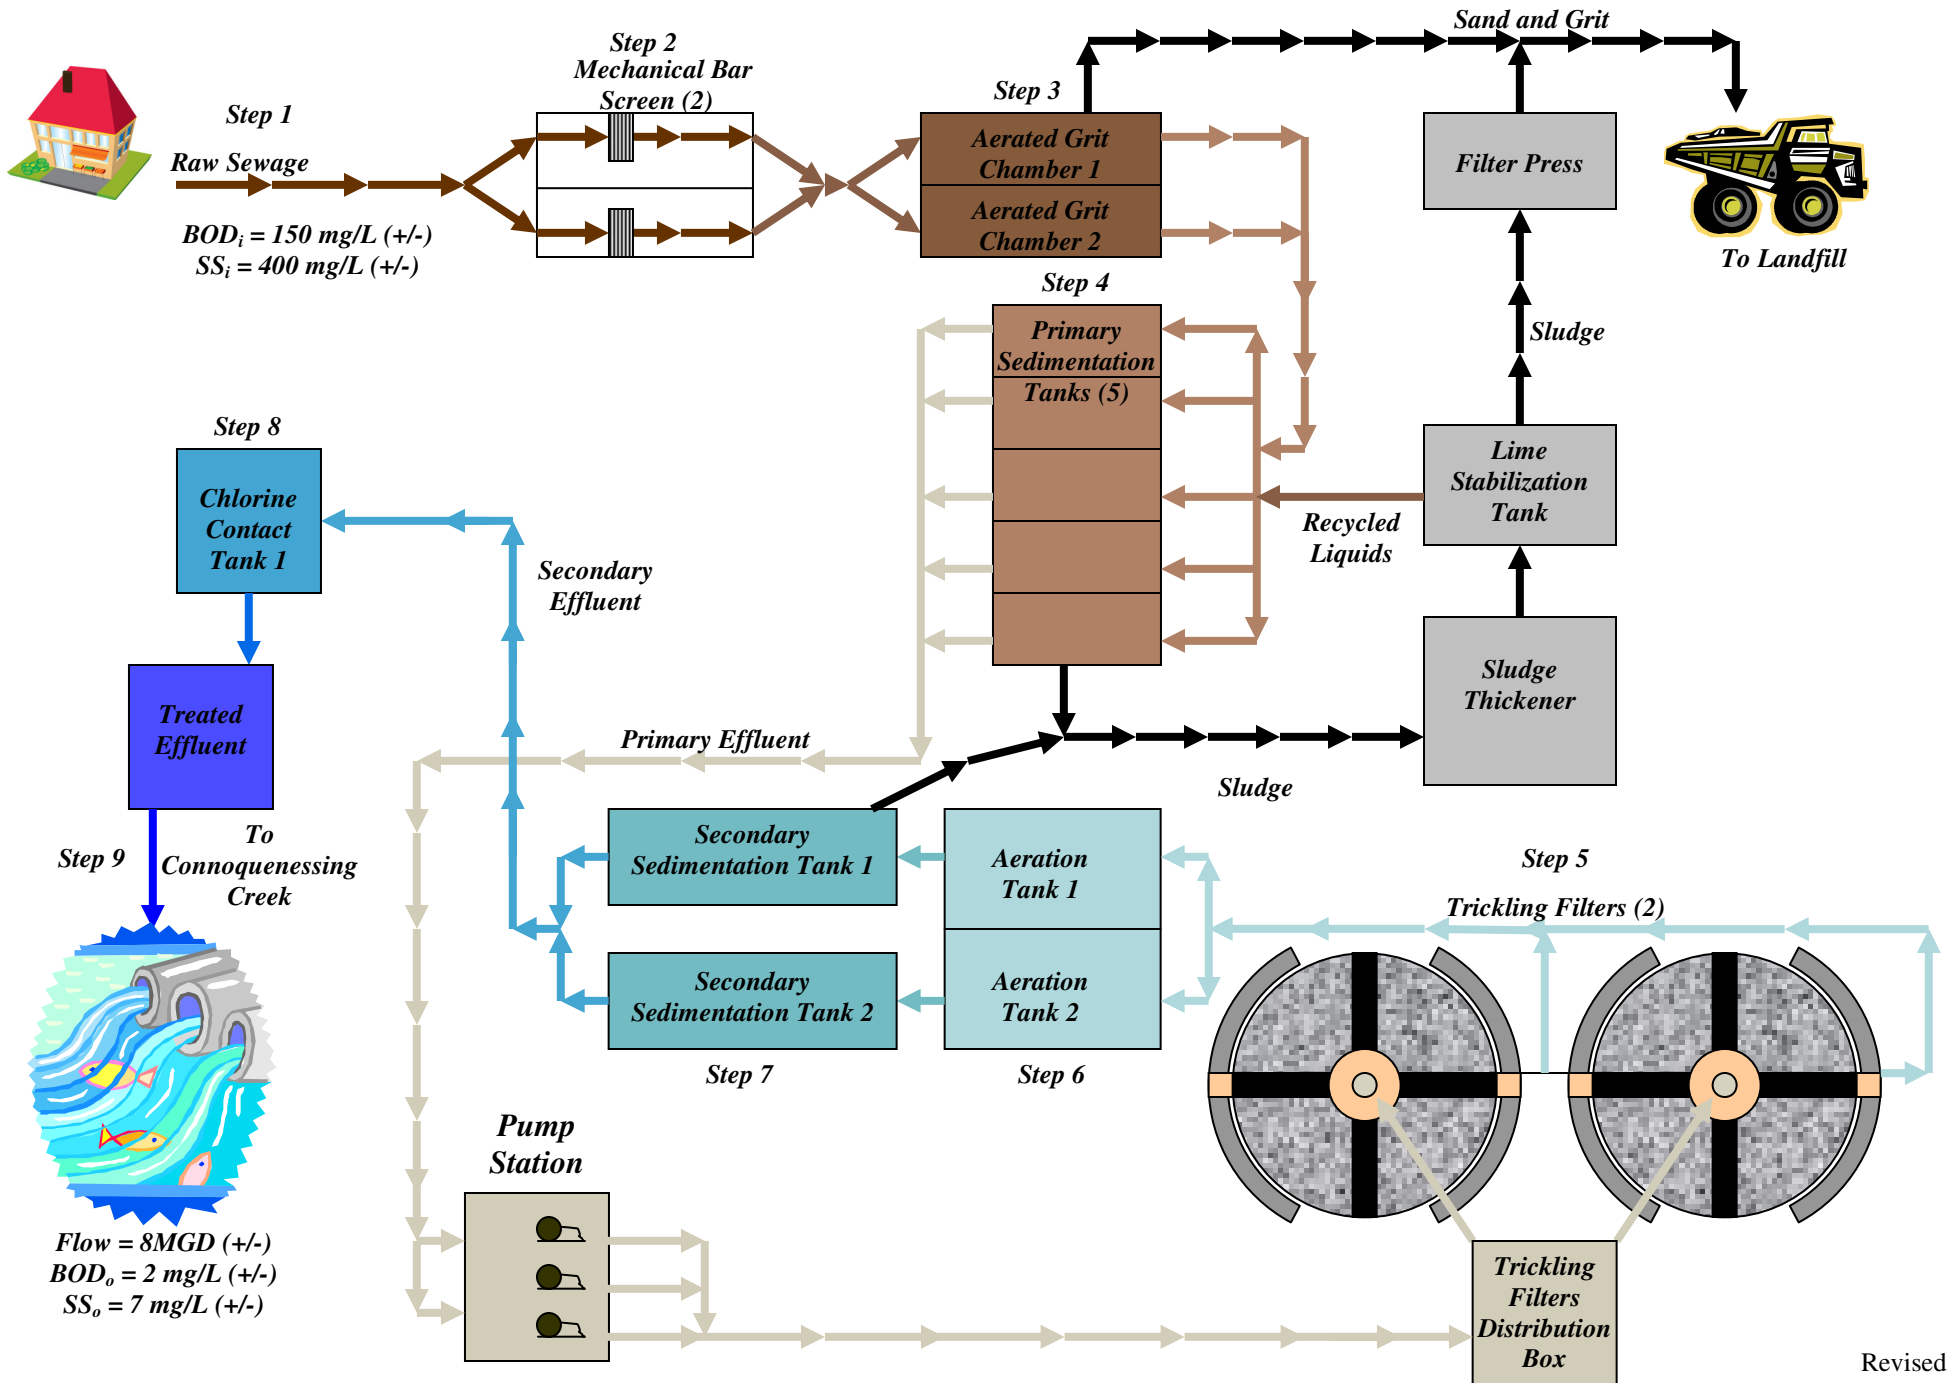 Sand and Grit
Step 2
Mechanical Bar
Screen (2)
Step 3
Step 1
Raw Sewage
BODi = 150 mg/L (+/-)
SSi = 400 mg/L (+/-)
Aerated Grit
Chamber 1
Aerated Grit
Chamber 2
Filter Press
To Landfill
Step 4
Primary
Sedimentation
Tanks (5)
Sludge
Step 8
Chlorine
Contact
Tank 1
Lime
Stabilization
Tank
Recycled
Liquids
Secondary
Effluent
Sludge
Thickener
Treated
Effluent
Primary Effluent
Sludge
Step 9
To
Connoquenessing
Creek
Secondary
Sedimentation Tank 1
Aeration
Tank 1
Step 5
Trickling Filters (2)
Secondary
Sedimentation Tank 2
Aeration
Tank 2
Step 7
Step 6
Pump
Station
Flow = 8MGD (+/-)
BODo = 2 mg/L (+/-)
SSo = 7 mg/L (+/-)
Trickling
Filters
Distribution
Box
Revised